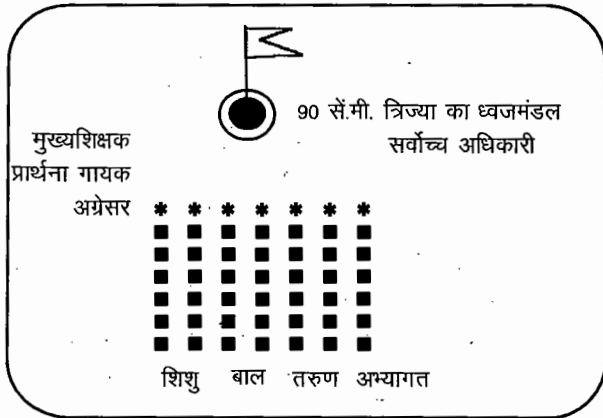 90 सें.मी. त्रिज्या का ध्वजमंडल
सर्वोच्च अधिकारी
मुख्यशिक्षक
प्रार्थना गायक
अग्रेसर
शिशु बाल तरुण अभ्यागत